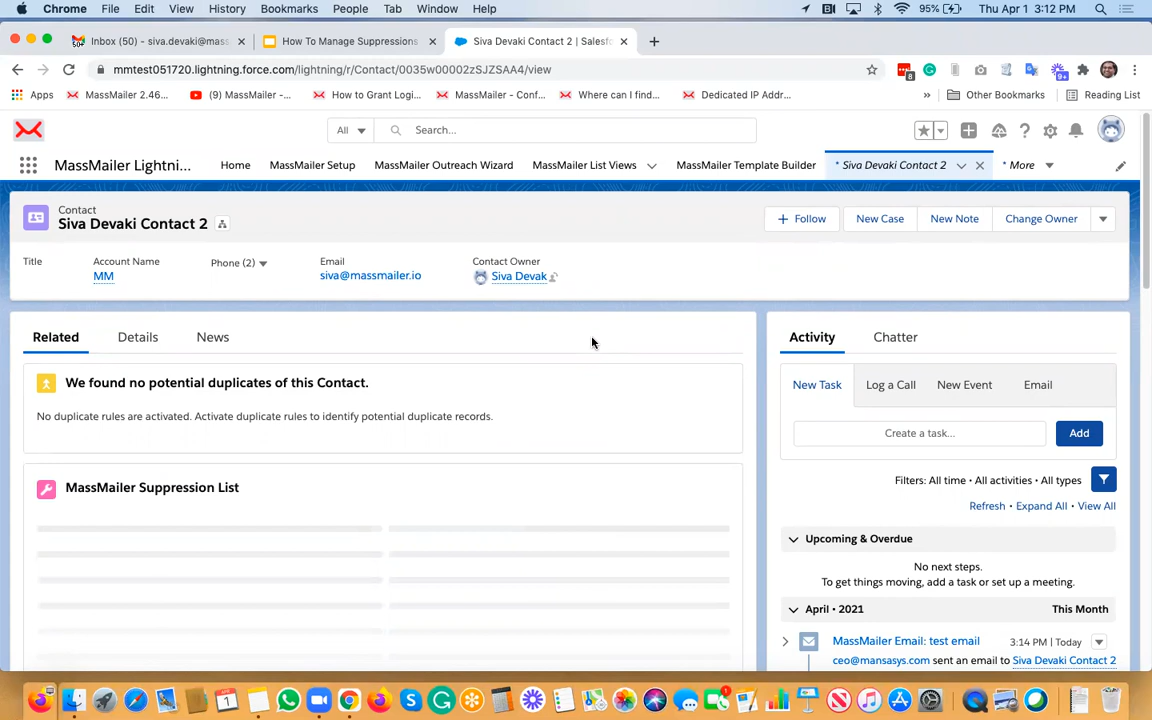 Chrome File Edit View History Bookmarks People Tab Window Help 95% Thu Apr 1 3:12 PM
Inbox (50) - siva.devaki@mass How To Manage Suppressions Siva Devaki Contact 2 | Salesfo
mmtest051720.lightning.force.com/lightning/r/Contact/0035w00002zSJZSAA4/view
Apps MassMailer 2.46... (9) MassMailer -... How to Grant Logi... MassMailer - Conf... Where can I find... Dedicated IP Addr... » Other Bookmarks Reading List
All Search...
MassMailer Lightni... Home MassMailer Setup MassMailer Outreach Wizard MassMailer List Views MassMailer Template Builder * Siva Devaki Contact 2 * More
Contact
Siva Devaki Contact 2
+ Follow New Case New Note Change Owner
Title Account Name Phone (2) Email Contact Owner
MM siva@massmailer.io Siva Devak
Related Details News
Activity Chatter
We found no potential duplicates of this Contact.
No duplicate rules are activated. Activate duplicate rules to identify potential duplicate records.
New Task Log a Call New Event Email
Create a task... Add
MassMailer Suppression List
Filters: All time • All activities • All types
Refresh • Expand All • View All
Upcoming & Overdue
No next steps.
To get things moving, add a task or set up a meeting.
April • 2021 This Month
MassMailer Email: test email 3:14 PM | Today
ceo@mansasys.com sent an email to Siva Devaki Contact 2